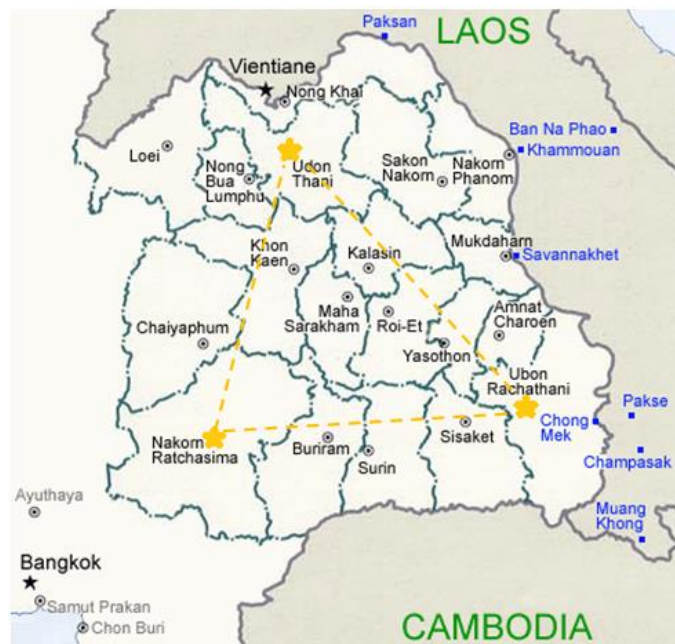 Paksan
LAOS
Vientiane
Nong Khai
Ban Na Phao
Khammouan
Loei
Nong
Bua
Lumphu
Udon
Thani
Sakon
Nakorn
Nakorn
Phanom
Khon
Kaen
Kalasin
Mukdaharn
Savannakhet
Chaiyaphum
Maha
Sarakham
Roi-Et
Yasothon
Amnat
Charoen
Ubon
Rachathani
Nakorn
Ratchasima
Buriram
Surin
Sisaket
Chong
Mek
Pakse
Champasak
Muang
Khong
Ayuthaya
Bangkok
Samut Prakan
Chon Buri
CAMBODIA